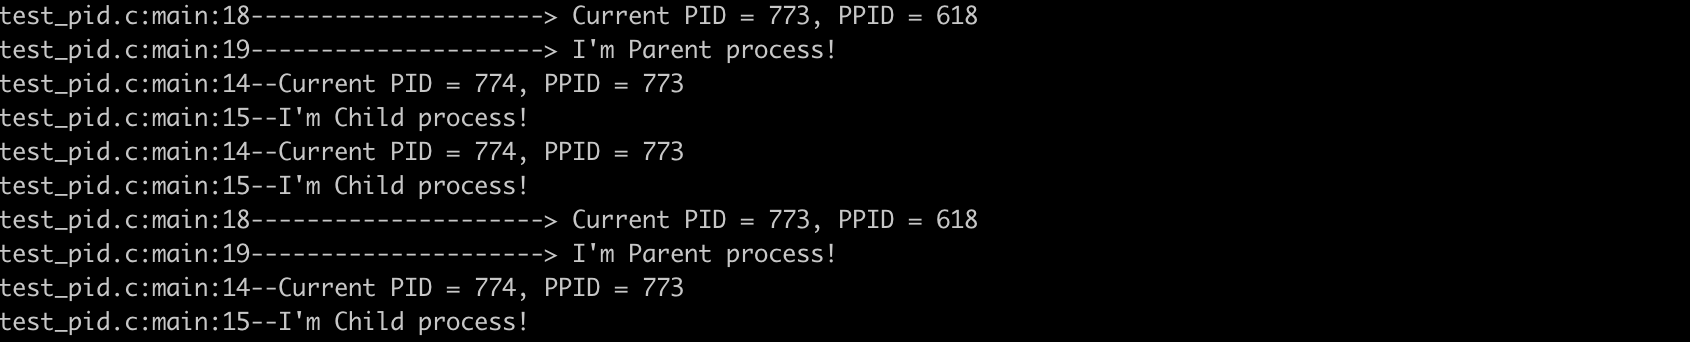 test_pid.c:main:18---------------------> Current PID = 773, PPID = 618
test_pid.c:main:19---------------------> I'm Parent process!
test_pid.c:main:14--Current PID = 774, PPID = 773
test_pid.c:main:15--I'm Child process!
test_pid.c:main:14--Current PID = 774, PPID = 773
test_pid.c:main:15--I'm Child process!
test_pid.c:main:18---------------------> Current PID = 773, PPID = 618
test_pid.c:main:19---------------------> I'm Parent process!
test_pid.c:main:14--Current PID = 774, PPID = 773
test_pid.c:main:15--I'm Child process!